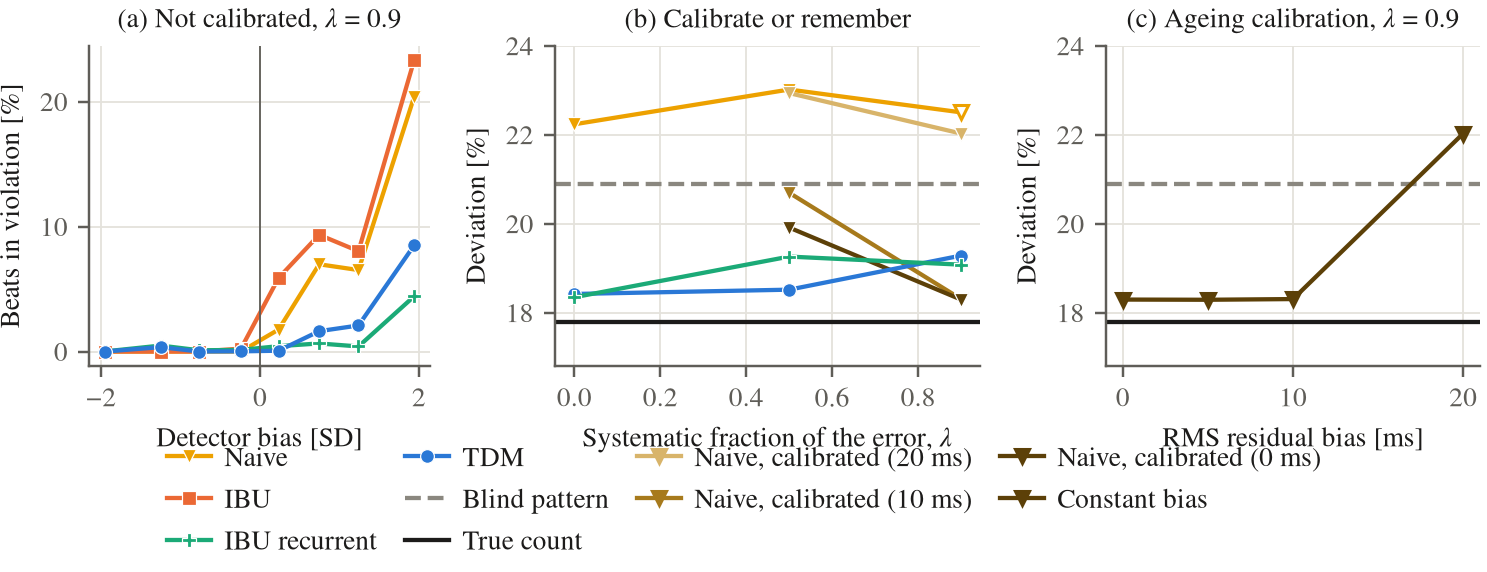 (a) Not calibrated, λ = 0.9
(b) Calibrate or remember
(c) Ageing calibration, λ = 0.9
Beats in violation [%]
20
10
0
−2
0
2
Detector bias [SD]
Deviation [%]
24
22
20
18
0.0
0.2
0.4
0.6
0.8
Systematic fraction of the error, λ
Deviation [%]
24
22
20
18
0
10
20
RMS residual bias [ms]
Naive
IBU
IBU recurrent
TDM
Blind pattern
True count
Naive, calibrated (20 ms)
Naive, calibrated (10 ms)
Naive, calibrated (0 ms)
Constant bias